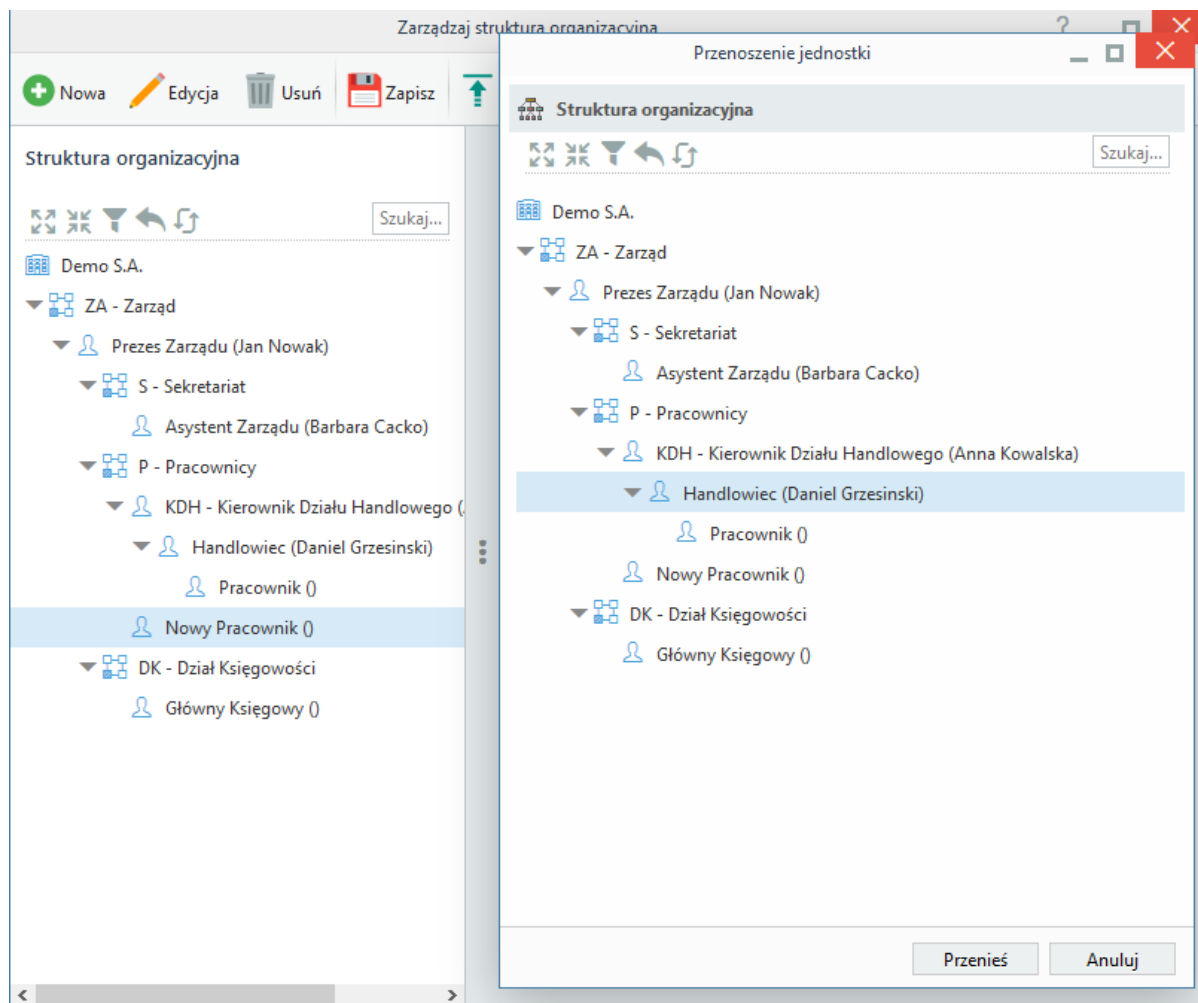 Zarządzaj struktura organizacyjna
?
Nowa
Edycja
Usuń
Zapisz
Struktura organizacyjna
Szukaj...
Demo S.A.
ZA - Zarząd
Prezes Zarządu (Jan Nowak)
S - Sekretariat
Asystent Zarządu (Barbara Cacko)
P - Pracownicy
KDH - Kierownik Działu Handlowego (
Handlowiec (Daniel Grzesinski)
Pracownik ()
Nowy Pracownik ()
DK - Dział Księgowości
Główny Księgowy ()
Przenoszenie jednostki
Struktura organizacyjna
Szukaj...
Demo S.A.
ZA - Zarząd
Prezes Zarządu (Jan Nowak)
S - Sekretariat
Asystent Zarządu (Barbara Cacko)
P - Pracownicy
KDH - Kierownik Działu Handlowego (Anna Kowalska)
Handlowiec (Daniel Grzesinski)
Pracownik ()
Nowy Pracownik ()
DK - Dział Księgowości
Główny Księgowy ()
Przenieś
Anuluj